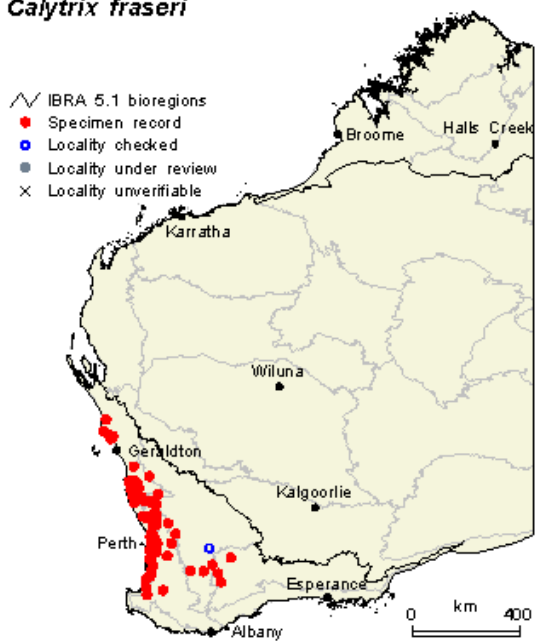 Calytrix fraseri
IBRA 5.1 bioregions
Specimen record
Locality checked
Locality under review
Locality unverifiable
Broome
Halls Creek
Karratha
Wiluna
Geraldton
Kalgoorlie
Perth
Esperance
Albany
0 km 400